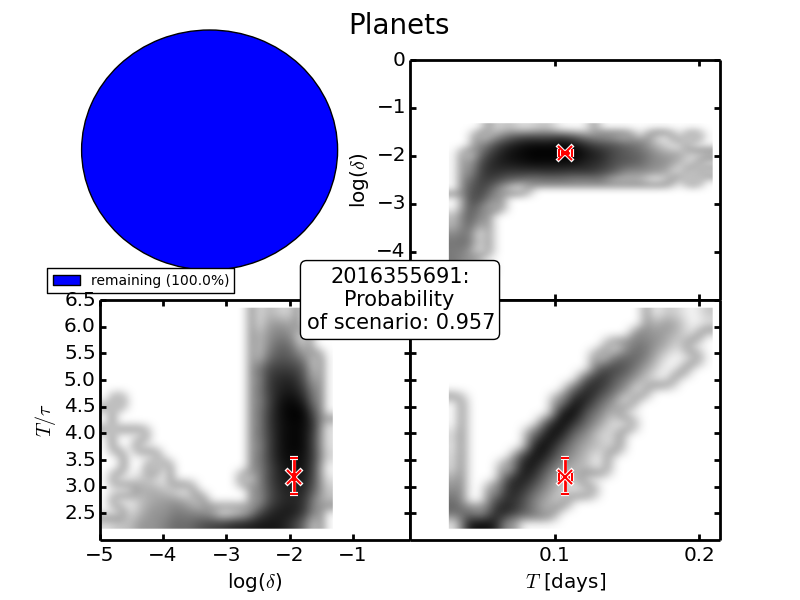 Planets
remaining (100.0%)
0
−1
−2
−3
−4
log(δ)
2016355691:
Probability
of scenario: 0.957
6.5
6.0
5.5
5.0
4.5
4.0
3.5
3.0
2.5
T/τ
−5 −4 −3 −2 −1
log(δ)
0.1 0.2
T [days]